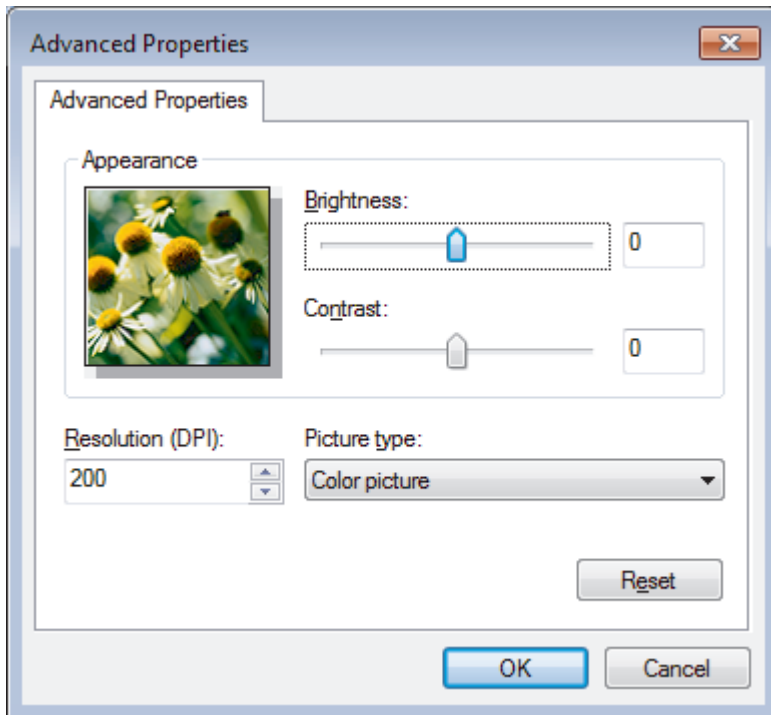 Advanced Properties
Advanced Properties
Appearance
Brightness:
0
Contrast:
0
Resolution (DPI):
Picture type:
200
Color picture
Reset
OK
Cancel